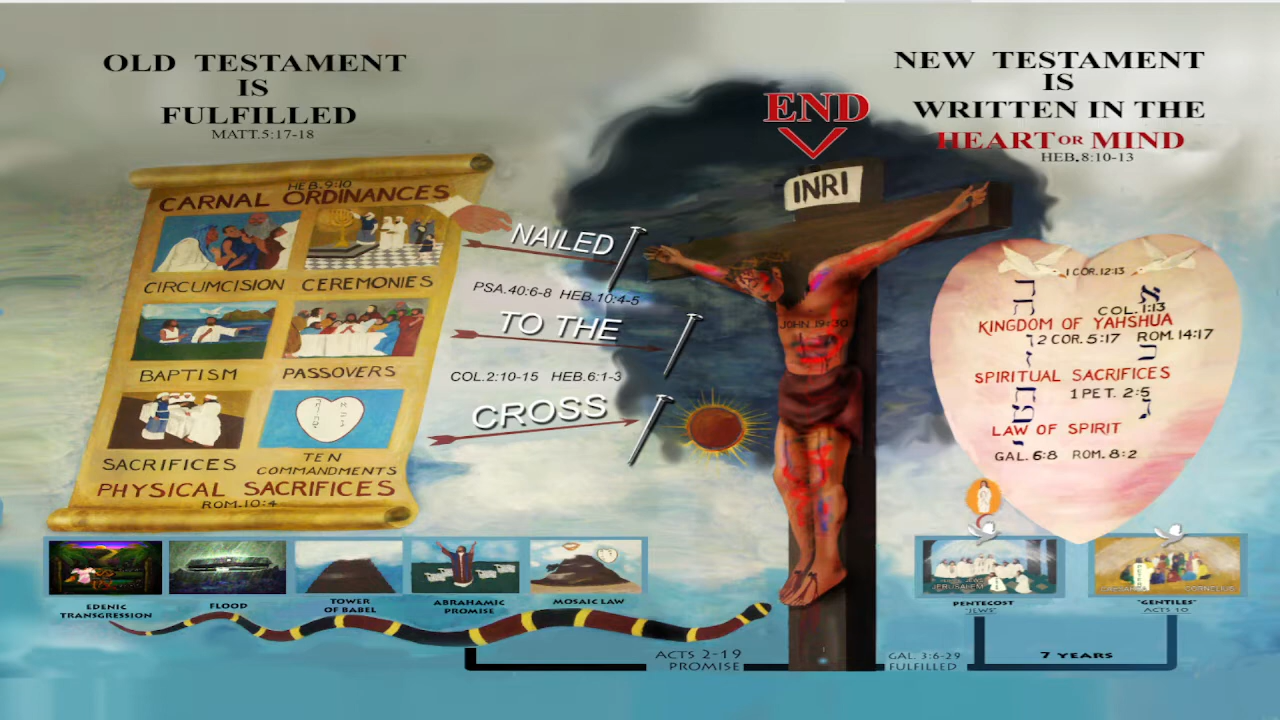 OLD TESTAMENT
IS
FULFILLED
MATT.5:17-18
HEB.9:10
CARNAL ORDINANCES
CIRCUMCISION
CEREMONIES
BAPTISM
PASSOVERS
SACRIFICES
TEN
COMMANDMENTS
PHYSICAL SACRIFICES
ROM.10:4
NAILED
PSA.40:6-8 HEB.10:4-5
TO THE
COL.2:10-15 HEB.6:1-3
CROSS
END
INRI
JOHN 19:30
NEW TESTAMENT
IS
WRITTEN IN THE
HEART OR MIND
HEB.8:10-13
1 COR.12:13
COL.1:13
KINGDOM OF YAHSHUA
2 COR.5:17 ROM.14:17
SPIRITUAL SACRIFICES
1 PET. 2:5
LAW OF SPIRIT
GAL. 6:8 ROM. 8:2
EDENIC
TRANSGRESSION
FLOOD
TOWER
OF BABEL
ABRAHAMIC
PROMISE
MOSAIC LAW
JERUSALEM
PENTECOST
'JEWS'
CORNELIUS
'GENTILES'
ACTS 10
ACTS 2-19
PROMISE
GAL. 3:6-29
FULFILLED
7 YEARS